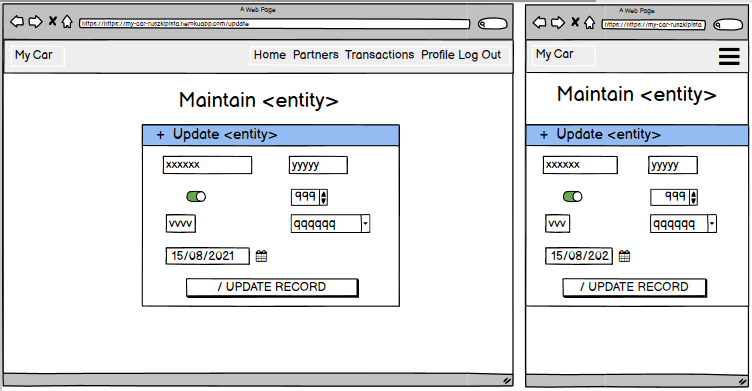 A Web Page
https://https://my-car-ruszkipista.herokuapp.com/update
My Car
Home Partners Transactions Profile Log Out
Maintain <entity>
+ Update <entity>
xxxxxx yyyyy
999
vvvv qqqqqq
15/08/2021
/ UPDATE RECORD
A Web Page
https://https://my-car-ruszkipista
My Car
Maintain <entity>
+ Update <entity>
xxxxxx yyyyy
999
vvv qqqqqq
15/08/202
/ UPDATE RECORD